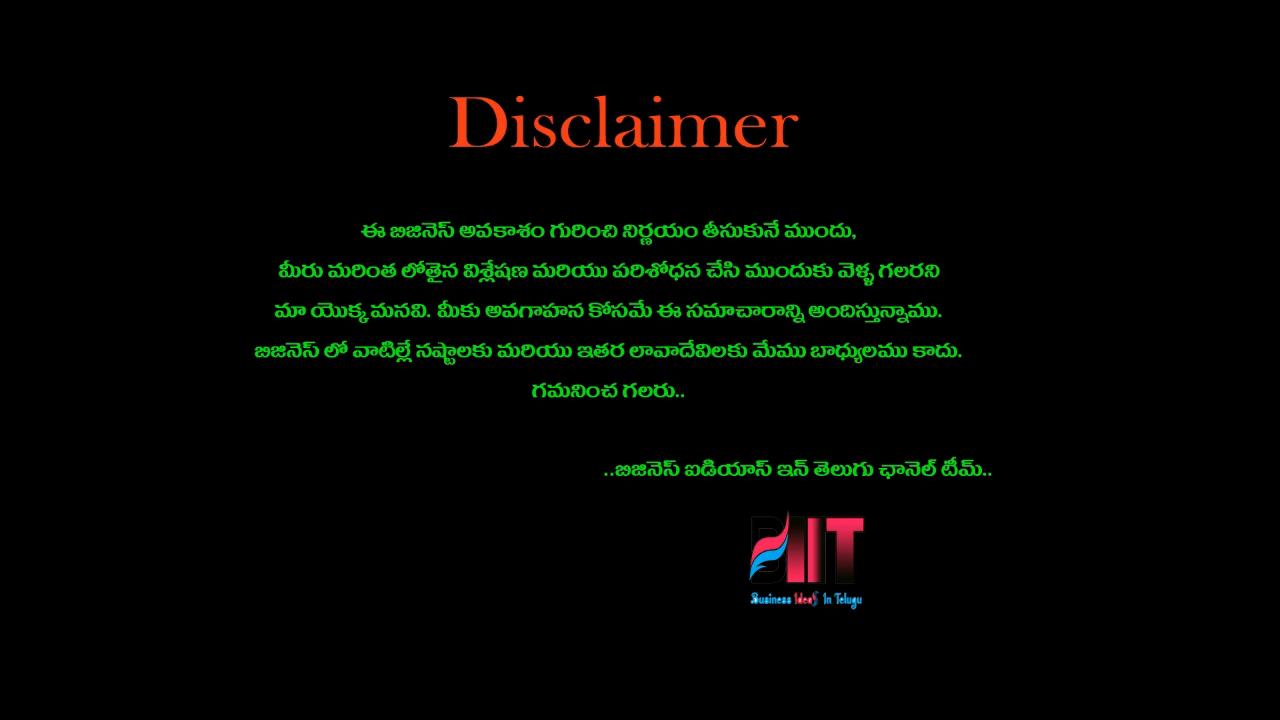 Disclaimer
ఈ బిజినెస్ అవకాశం గురించి నిర్ణయం తీసుకునే ముందు,
మీరు మరింత లోతైన విశ్లేషణ మరియు పరిశోధన చేసి ముందుకు వెళ్ళ గలరని
మా యొక్క మనవి. మీకు అవగాహన కోసమే ఈ సమాచారాన్ని అందిస్తున్నాము.
బిజినెస్ లో వాటిల్లే నష్టాలకు మరియు ఇతర లావాదేవిలకు మేము బాధ్యులము కాదు.
గమనించ గలరు..
..బిజినెస్ ఐడియాస్ ఇన్ తెలుగు ఛానెల్ టీమ్..
BIIT
Business IdeaS In Telugu